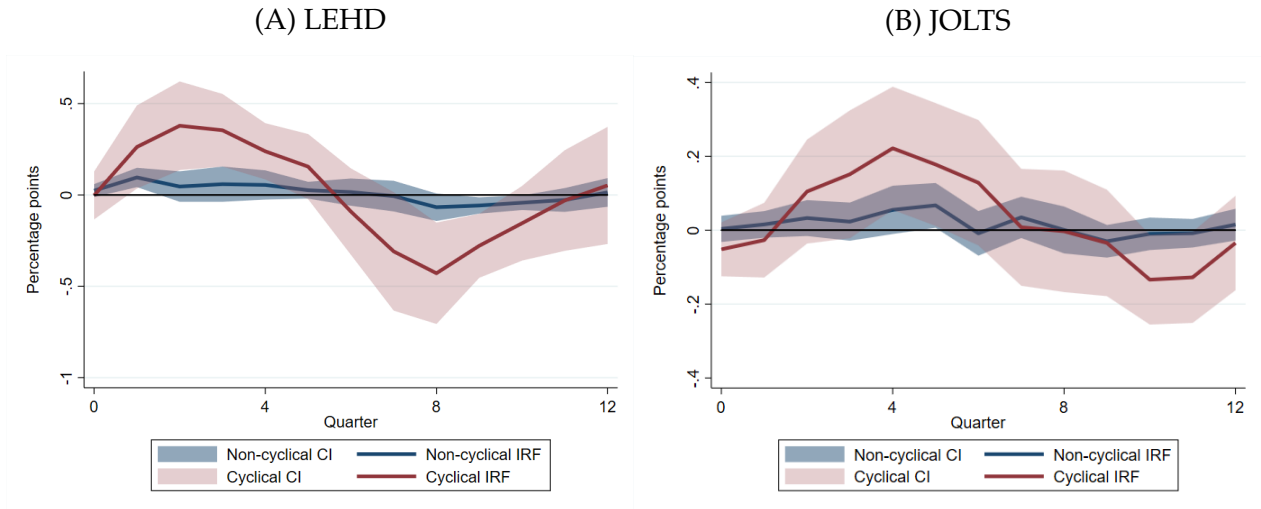 (A) LEHD
Percentage points
.5
0
-.5
-1
0 4 8 12
Quarter
Non-cyclical CI Non-cyclical IRF
Cyclical CI Cyclical IRF
(B) JOLTS
Percentage points
.4
.2
0
-.2
-.4
0 4 8 12
Quarter
Non-cyclical CI Non-cyclical IRF
Cyclical CI Cyclical IRF